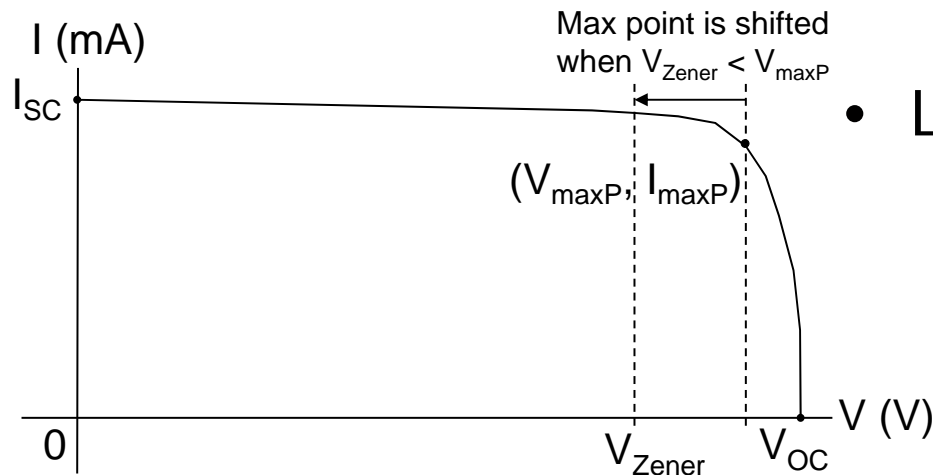 Max point is shifted
when V_Zener < V_maxP
I (mA)
I_SC
• L
(V_maxP, I_maxP)
V (V)
0
V_Zener
V_OC